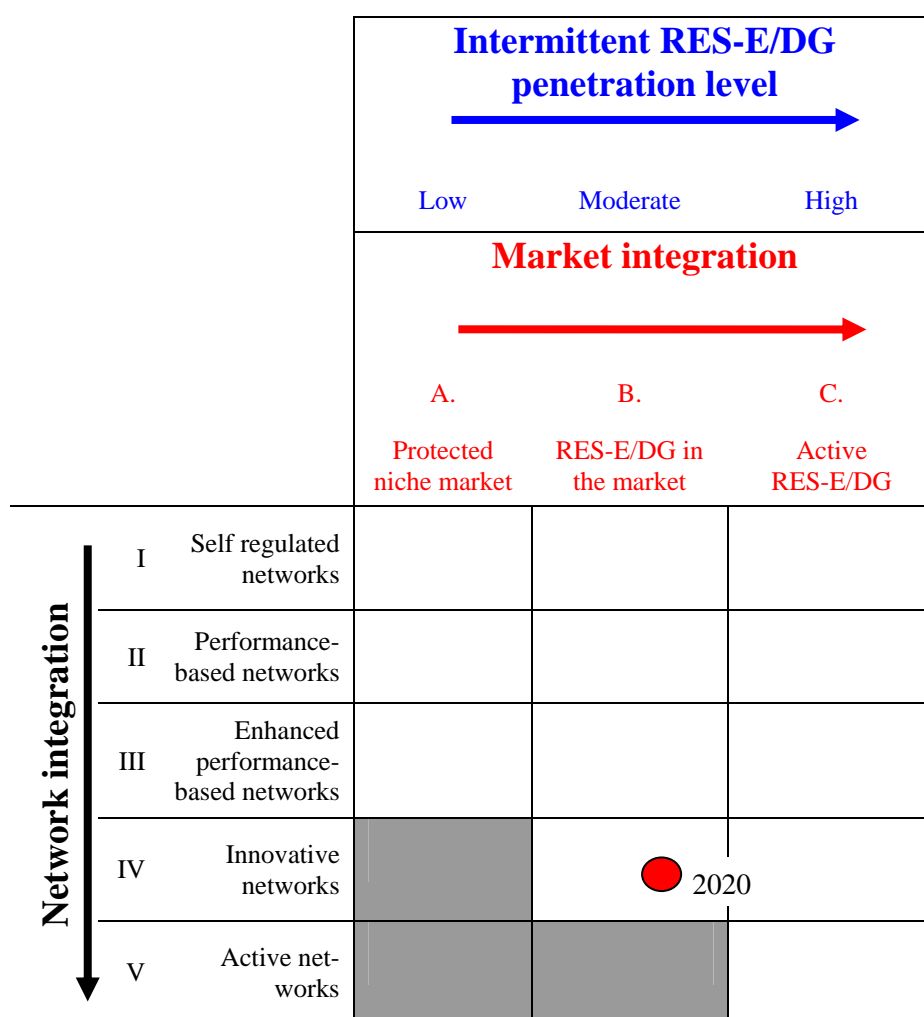 Intermittent RES-E/DG
penetration level
Low Moderate High
Market integration
A. B. C.
Protected
niche market
RES-E/DG in
the market
Active
RES-E/DG
Network integration
I Self regulated
networks
II Performance-
based networks
III Enhanced
performance-
based networks
IV Innovative
networks
2020
V Active net-
works